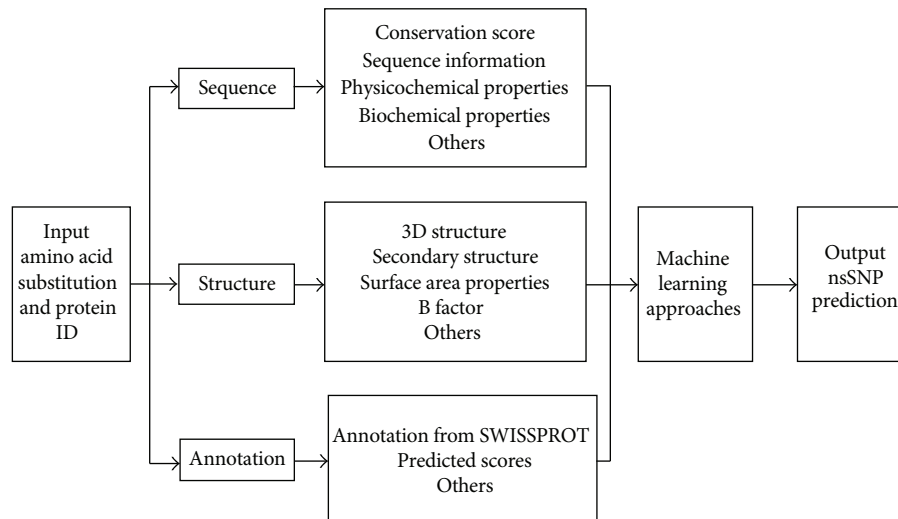 Input
amino acid
substitution
and protein
ID
Sequence
Conservation score
Sequence information
Physicochemical properties
Biochemical properties
Others
Structure
3D structure
Secondary structure
Surface area properties
B factor
Others
Annotation
Annotation from SWISSPROT
Predicted scores
Others
Machine
learning
approaches
Output
nsSNP
prediction